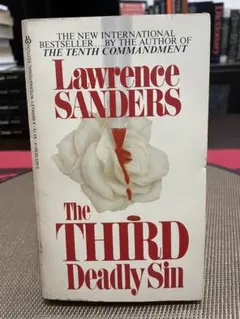 THE NEW INTERNATIONAL
BESTSELLER....BY THE AUTHOR OF
THE TENTH COMMANDMENT
Lawrence
SANDERS
The
THIRD
Deadly Sin